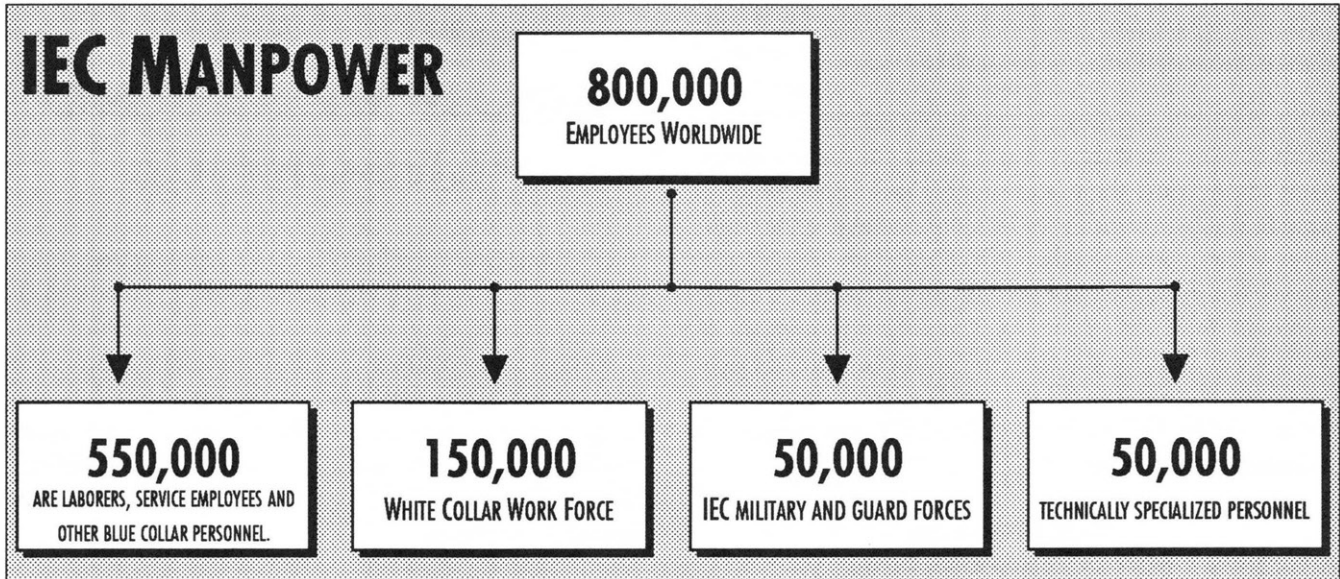 IEC MANPOWER
800,000
EMPLOYEES WORLDWIDE
550,000
ARE LABORERS, SERVICE EMPLOYEES AND
OTHER BLUE COLLAR PERSONNEL.
150,000
WHITE COLLAR WORK FORCE
50,000
IEC MILITARY AND GUARD FORCES
50,000
TECHNICALLY SPECIALIZED PERSONNEL